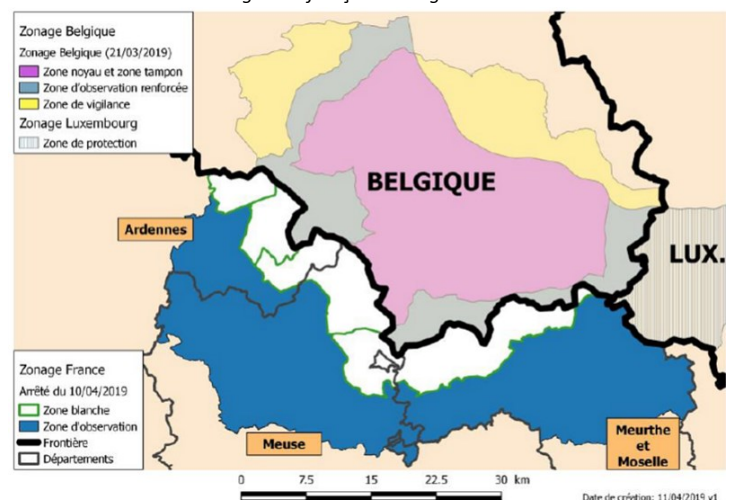 Zonage Belgique
Zonage Belgique (21/03/2019)
Zone noyau et zone tampon
Zone d'observation renforcée
Zone de vigilance
Zonage Luxembourg
Zone de protection
BELGIQUE
Ardennes
LUX.
Zonage France
Arrêté du 10/04/2019
Zone blanche
Zone d'observation
Frontière
Départements
Meuse
Meurthe
et
Moselle
0 7.5 15 22.5 30 km
Date de création: 11/04/2019 v1